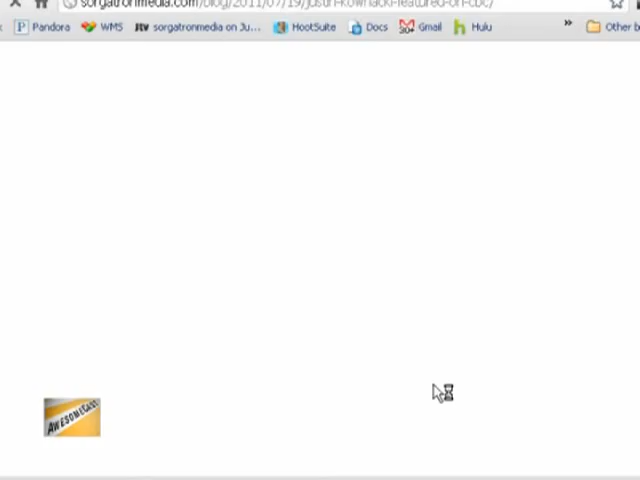 sorgatronmedia.com/blog/2011/07/19/justin-kownacki-featured-on-cbc/
Pandora WMS sorgatronmedia on Ju... HootSuite Docs Gmail Hulu » Other b
AWESOMECAST